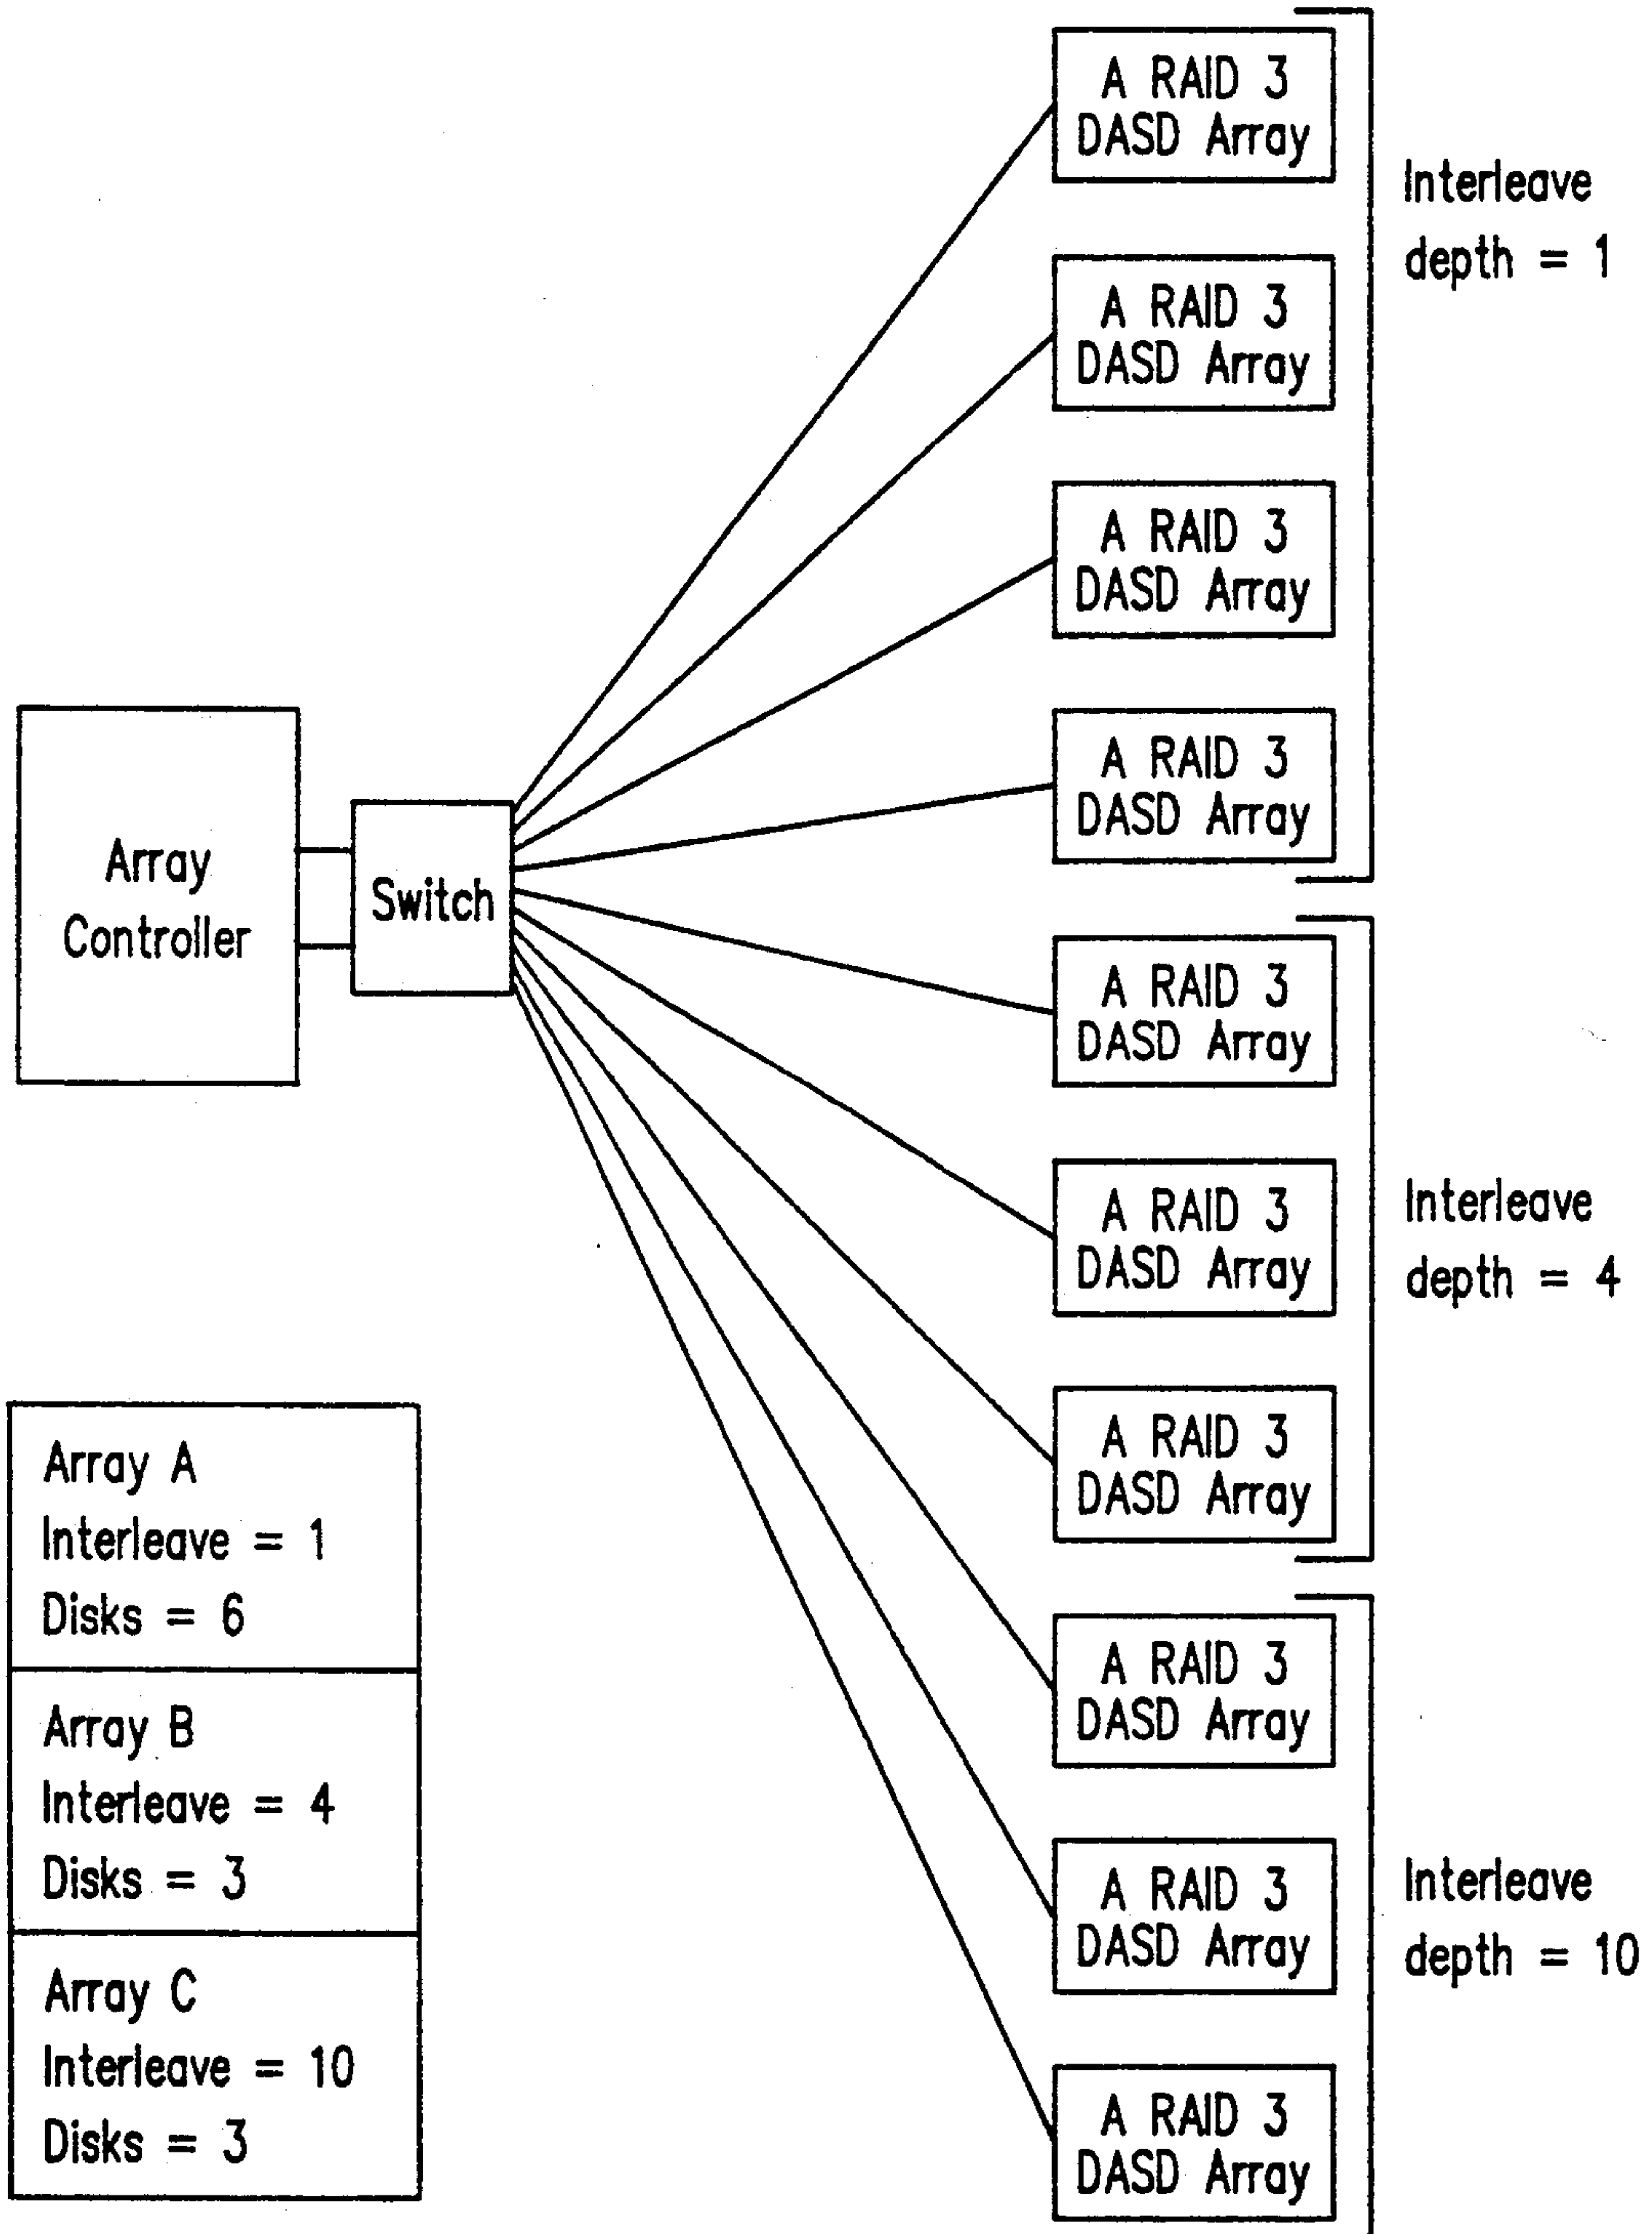 A RAID 3
DASD Array
A RAID 3
DASD Array
A RAID 3
DASD Array
A RAID 3
DASD Array
Interleave
depth = 1
Array
Controller
Switch
A RAID 3
DASD Array
A RAID 3
DASD Array
A RAID 3
DASD Array
Interleave
depth = 4
A RAID 3
DASD Array
A RAID 3
DASD Array
A RAID 3
DASD Array
Interleave
depth = 10
Array A
Interleave = 1
Disks = 6
Array B
Interleave = 4
Disks = 3
Array C
Interleave = 10
Disks = 3